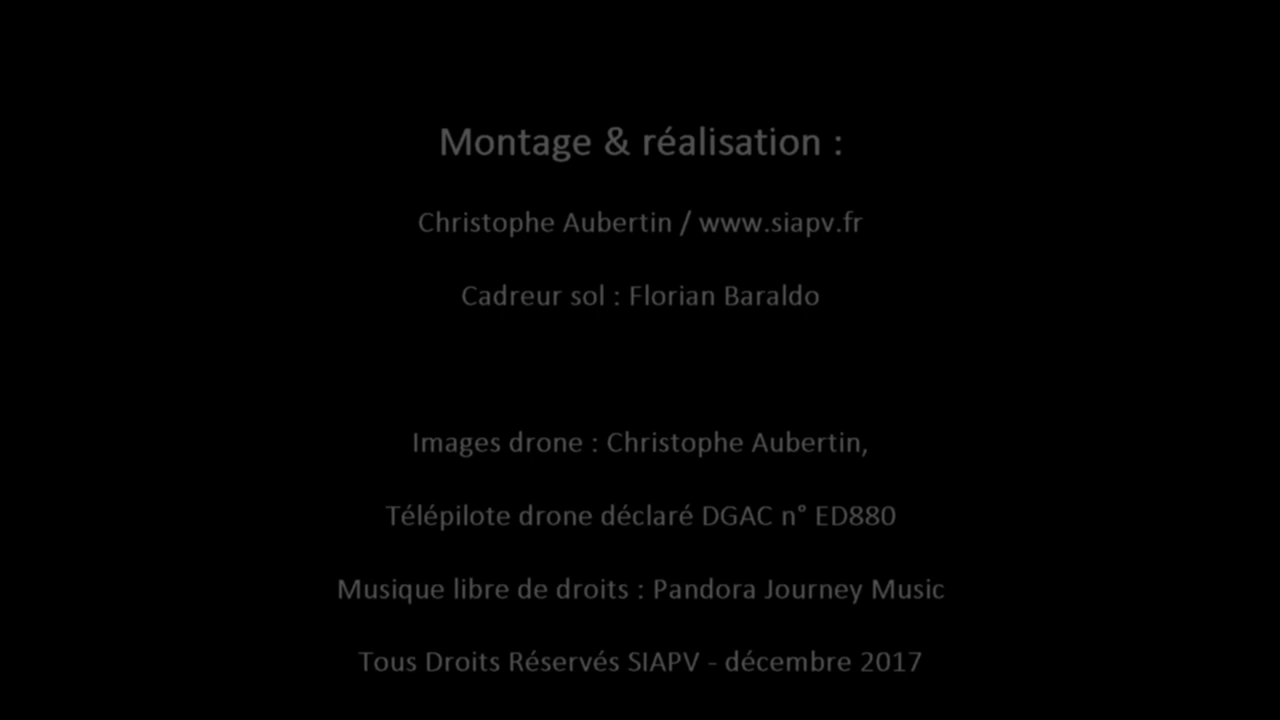 Montage & réalisation :
Christophe Aubertin / www.siapv.fr
Cadreur sol : Florian Baraldo
Images drone : Christophe Aubertin,
Télépilote drone déclaré DGAC n° ED880
Musique libre de droits : Pandora Journey Music
Tous Droits Réservés SIAPV - décembre 2017